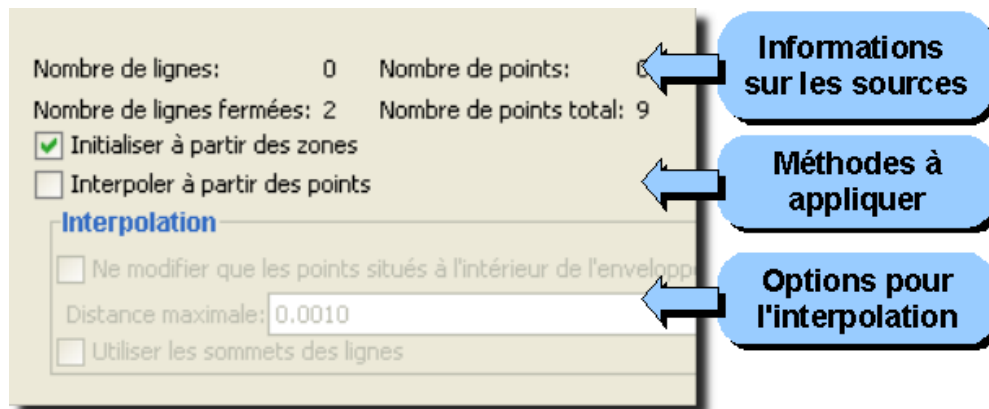 Nombre de lignes: 0 Nombre de points:
Informations
sur les sources
Nombre de lignes fermées: 2 Nombre de points total: 9
Initialiser à partir des zones
Interpoler à partir des points
Méthodes à
appliquer
Interpolation
Ne modifier que les points situés à l'intérieur de l'envelopp
Distance maximale: 0.0010
Utiliser les sommets des lignes
Options pour
l'interpolation